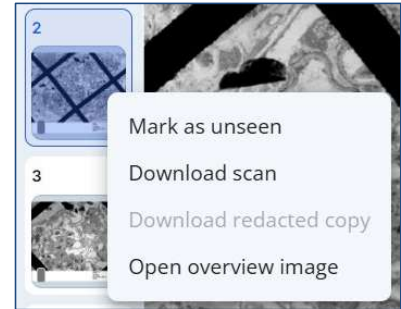 2
Mark as unseen
Download scan
3
Download redacted copy
Open overview image